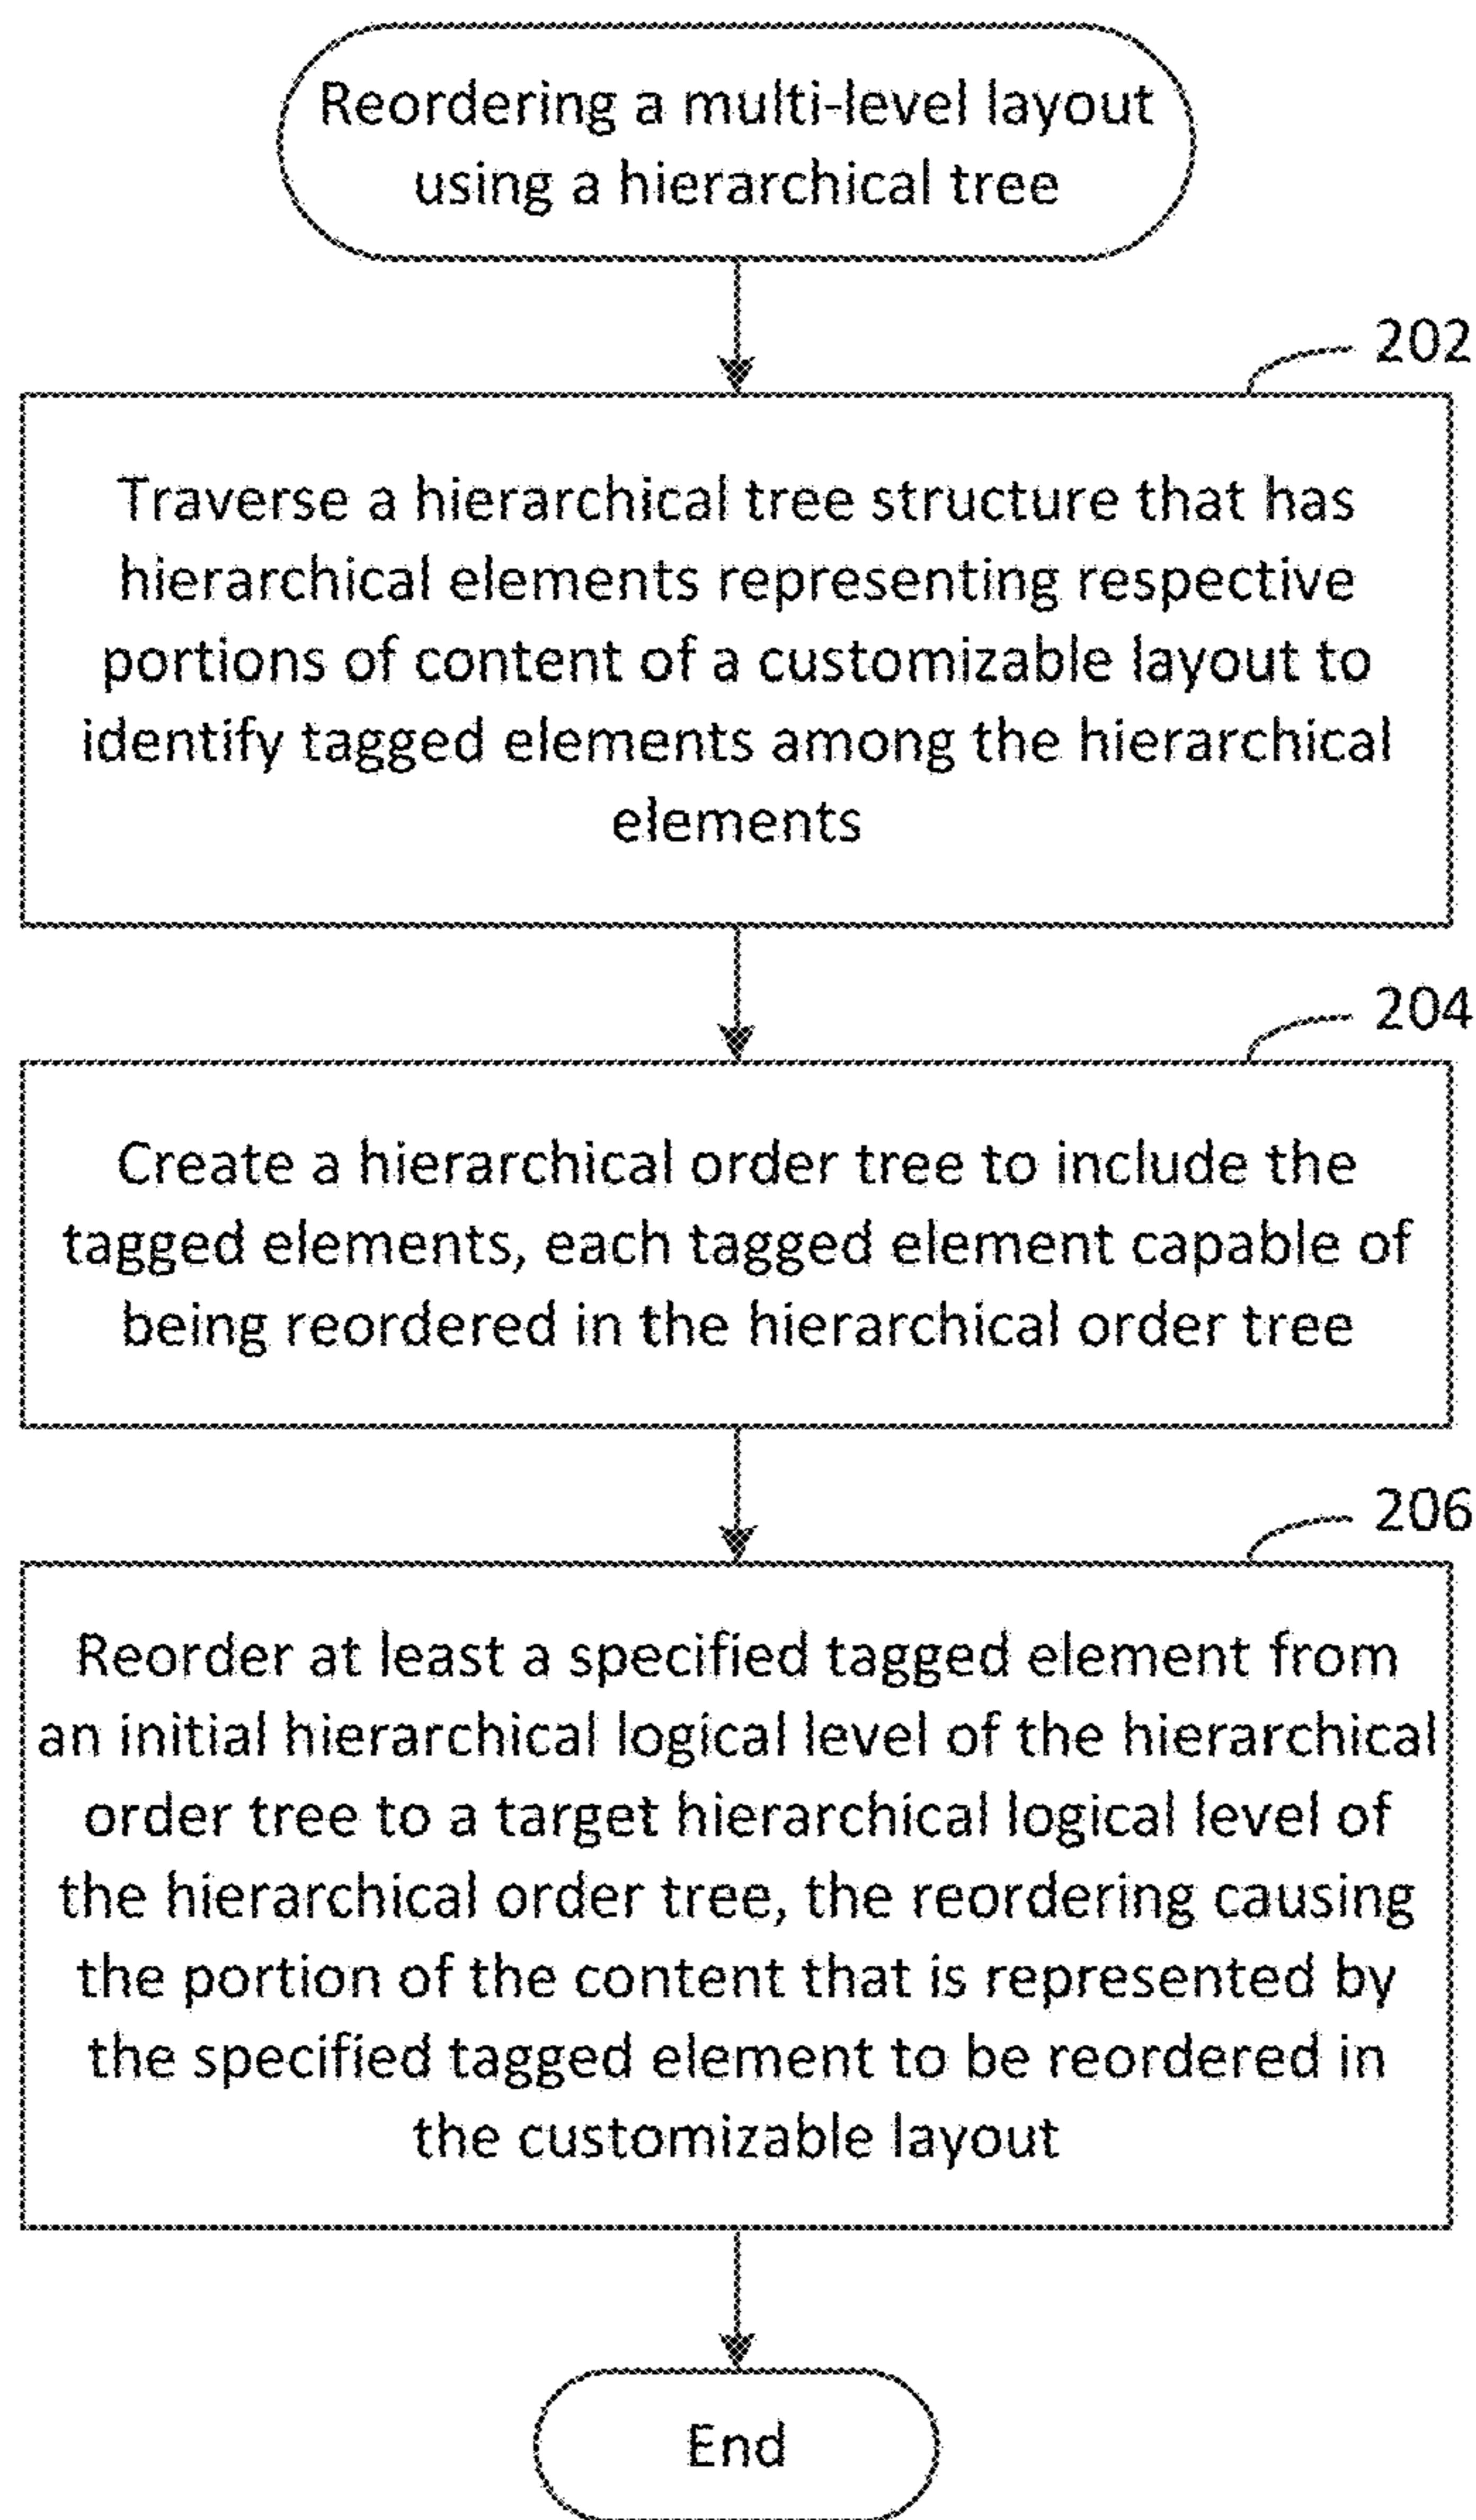 Reordering a multi-level layout
using a hierarchical tree
202
Traverse a hierarchical tree structure that has
hierarchical elements representing respective
portions of content of a customizable layout to
identify tagged elements among the hierarchical
elements
204
Create a hierarchical order tree to include the
tagged elements, each tagged element capable of
being reordered in the hierarchical order tree
206
Reorder at least a specified tagged element from
an initial hierarchical logical level of the hierarchical
order tree to a target hierarchical logical level of
the hierarchical order tree, the reordering causing
the portion of the content that is represented by
the specified tagged element to be reordered in
the customizable layout
End